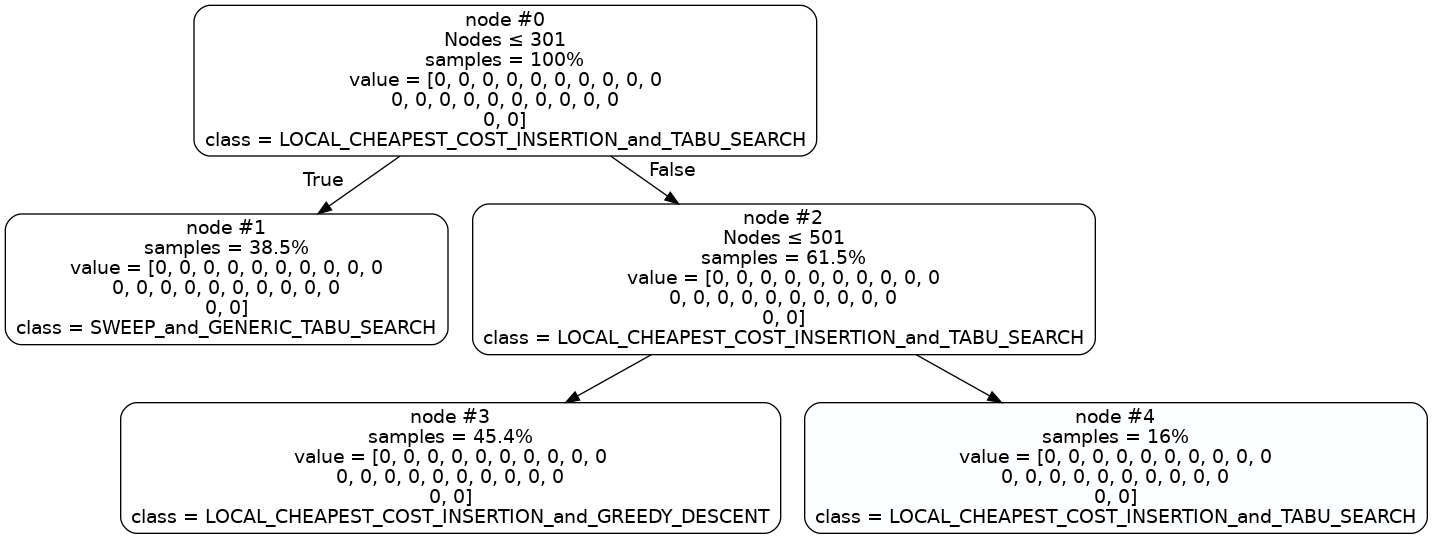 node #0
Nodes ≤ 301
samples = 100%
value = [0, 0, 0, 0, 0, 0, 0, 0, 0, 0
0, 0, 0, 0, 0, 0, 0, 0, 0, 0
0, 0]
class = LOCAL_CHEAPEST_COST_INSERTION_and_TABU_SEARCH
True
False
node #1
samples = 38.5%
value = [0, 0, 0, 0, 0, 0, 0, 0, 0, 0
0, 0, 0, 0, 0, 0, 0, 0, 0, 0
0, 0]
class = SWEEP_and_GENERIC_TABU_SEARCH
node #2
Nodes ≤ 501
samples = 61.5%
value = [0, 0, 0, 0, 0, 0, 0, 0, 0, 0
0, 0, 0, 0, 0, 0, 0, 0, 0, 0
0, 0]
class = LOCAL_CHEAPEST_COST_INSERTION_and_TABU_SEARCH
node #3
samples = 45.4%
value = [0, 0, 0, 0, 0, 0, 0, 0, 0, 0
0, 0, 0, 0, 0, 0, 0, 0, 0, 0
0, 0]
class = LOCAL_CHEAPEST_COST_INSERTION_and_GREEDY_DESCENT
node #4
samples = 16%
value = [0, 0, 0, 0, 0, 0, 0, 0, 0, 0
0, 0, 0, 0, 0, 0, 0, 0, 0, 0
0, 0]
class = LOCAL_CHEAPEST_COST_INSERTION_and_TABU_SEARCH